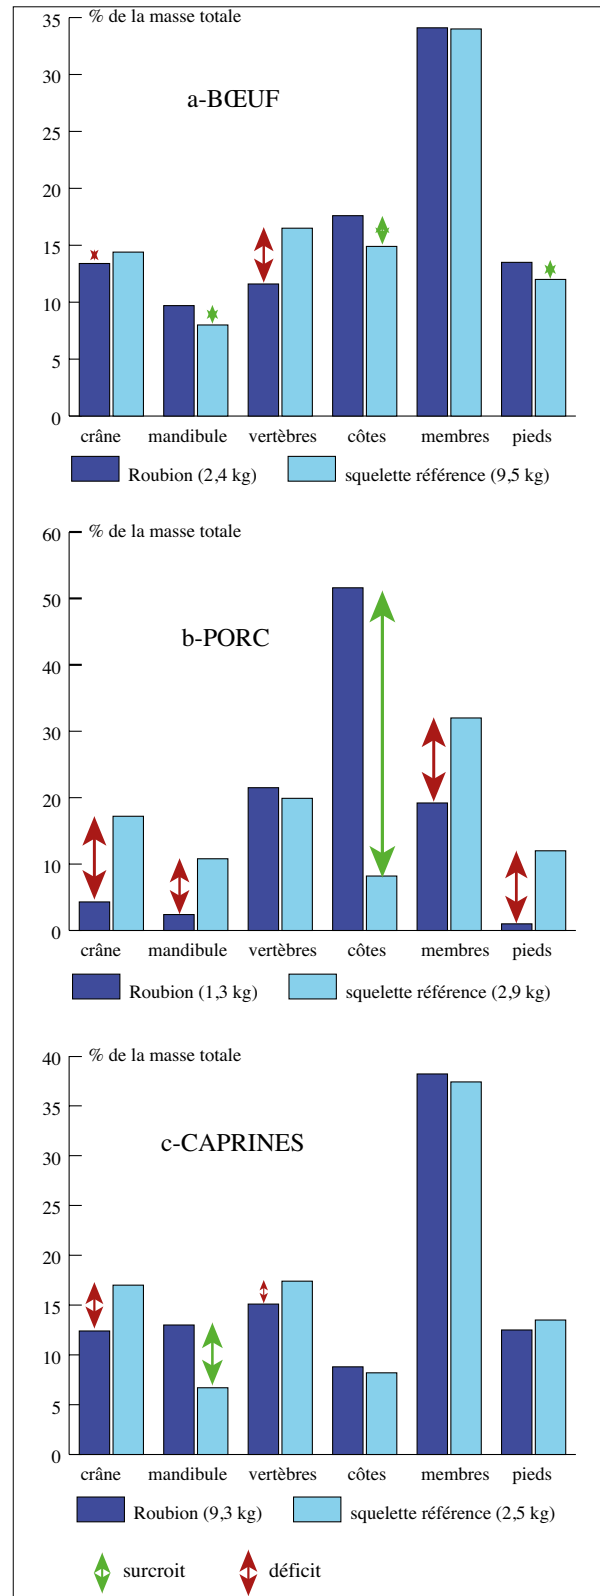 % de la masse totale
35
a-BŒUF
30
25
20
15
10
5
0
crâne mandibule vertèbres côtes membres pieds
Roubion (2,4 kg) squelette référence (9,5 kg)
60 % de la masse totale
50
b-PORC
40
30
20
10
0
crâne mandibule vertèbres côtes membres pieds
Roubion (1,3 kg) squelette référence (2,9 kg)
40 % de la masse totale
35
c-CAPRINES
30
25
20
15
10
5
0
crâne mandibule vertèbres côtes membres pieds
Roubion (9,3 kg) squelette référence (2,5 kg)
surcroit déficit